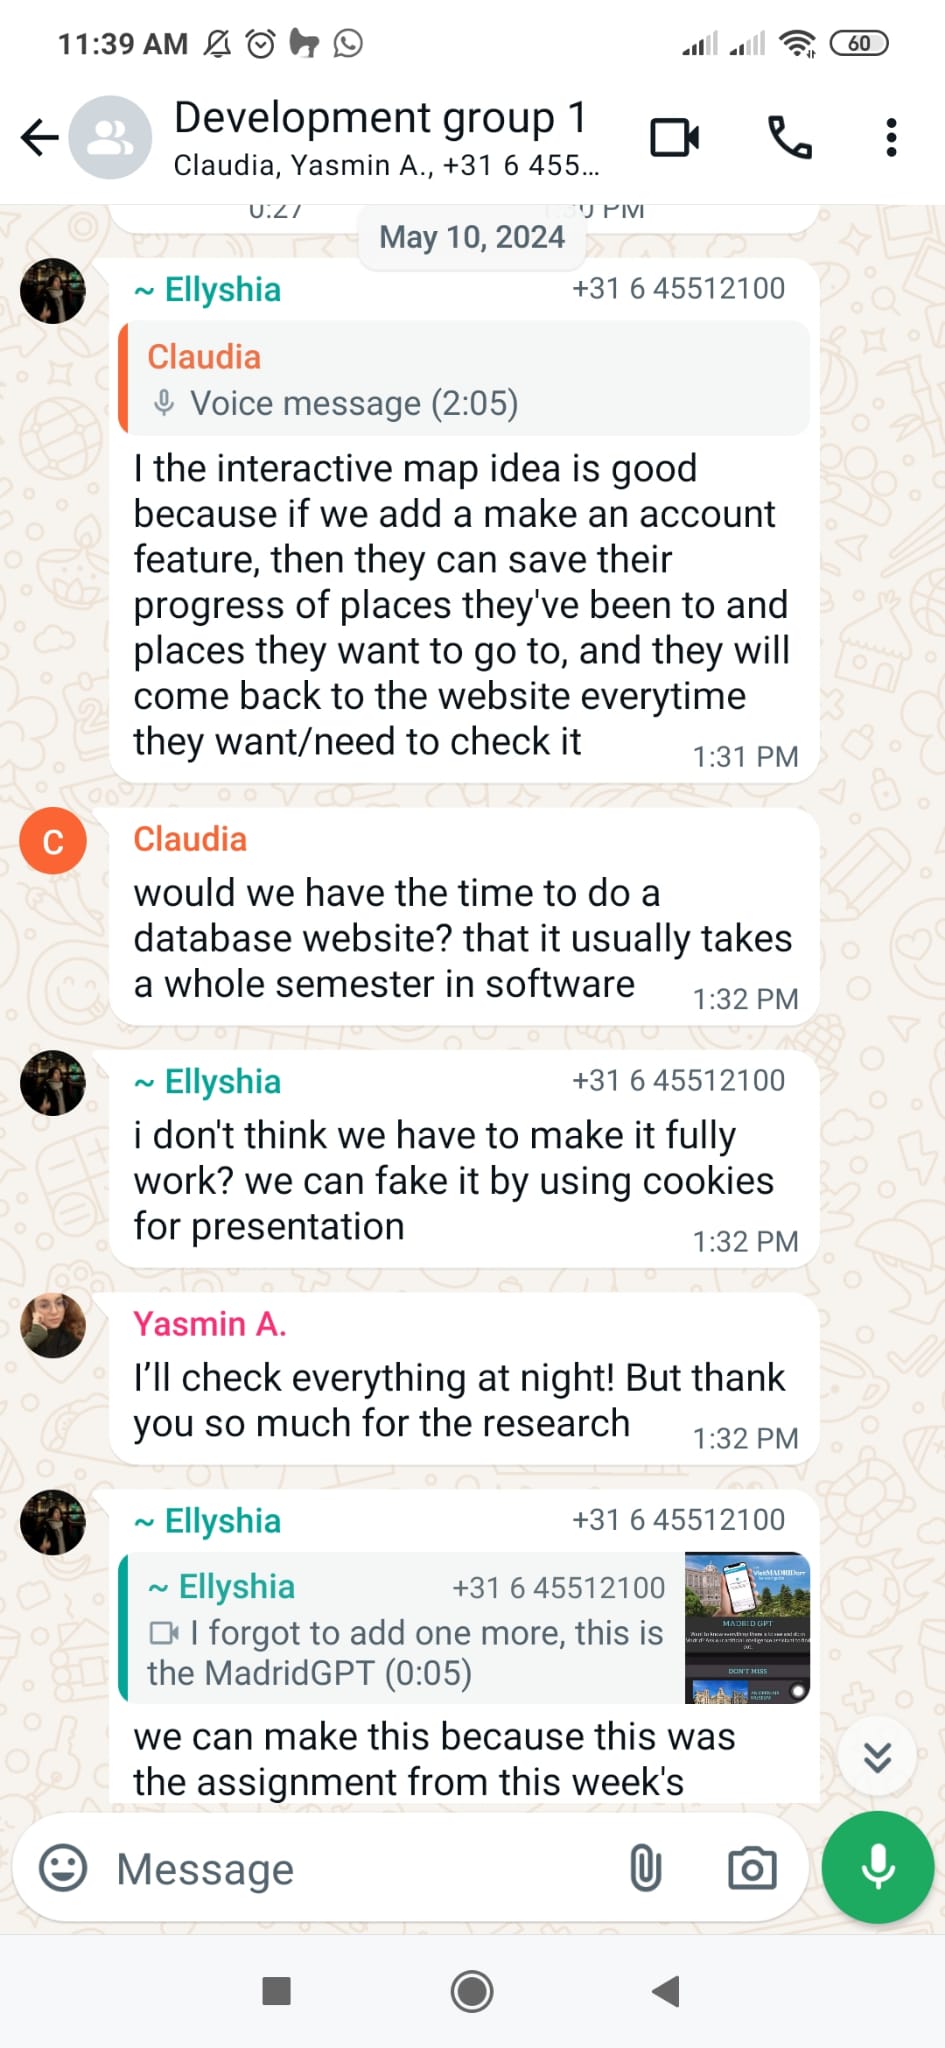 11:39 AM
60
Development group 1
Claudia, Yasmin A., +31 6 455...
0:27
1:30 PM
May 10, 2024
~ Ellyshia +31 6 45512100
Claudia
Voice message (2:05)
I the interactive map idea is good
because if we add a make an account
feature, then they can save their
progress of places they've been to and
places they want to go to, and they will
come back to the website everytime
they want/need to check it
1:31 PM
C
Claudia
would we have the time to do a
database website? that it usually takes
a whole semester in software
1:32 PM
~ Ellyshia +31 6 45512100
i don't think we have to make it fully
work? we can fake it by using cookies
for presentation
1:32 PM
Yasmin A.
I’ll check everything at night! But thank
you so much for the research
1:32 PM
~ Ellyshia +31 6 45512100
~ Ellyshia +31 6 45512100
I forgot to add one more, this is
the MadridGPT (0:05)
MADRID GPT
DON'T MISS
we can make this because this was
the assignment from this week's
Message